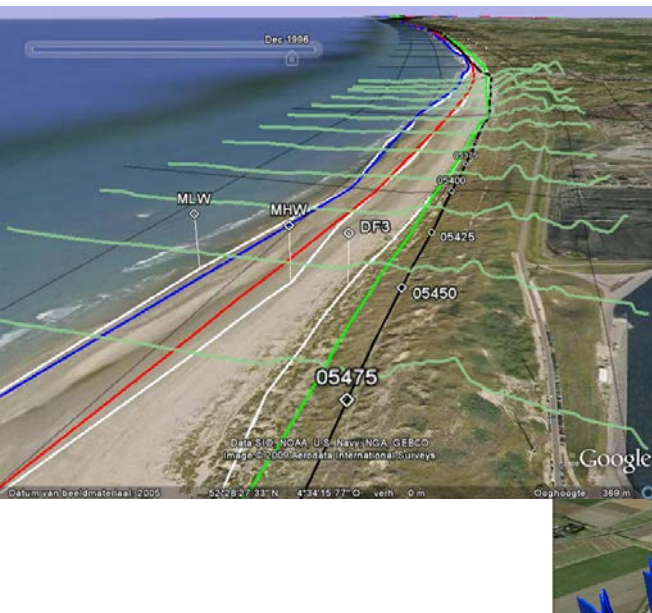 Dec 1996
MLW
MHW
DF3
05400
05425
05450
05475
Data SIO, NOAA, U.S. Navy, NGA, GEBCO
Image © 2009 Aerodata International Surveys
Google
Datum van beeldmateriaal 2005 52°28'27.33" N 4°34'15.77" O verh 0 m Ooghoogte 369 m